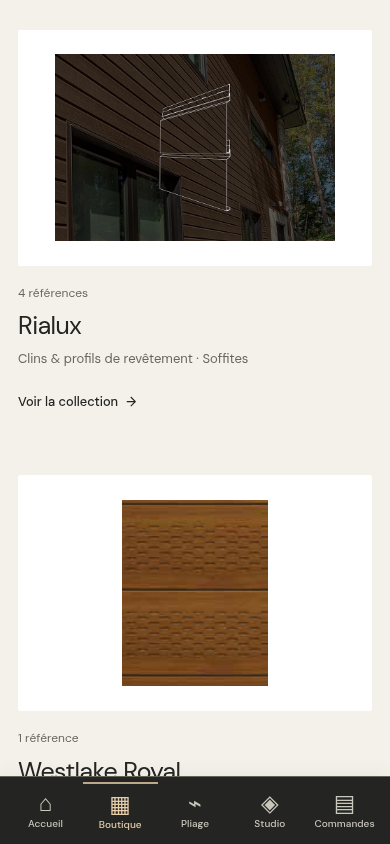 4 références
Rialux
Clins & profils de revêtement · Soffites
Voir la collection →
1 référence
Westlake Royal
Accueil
Boutique
Pliage
Studio
Commandes